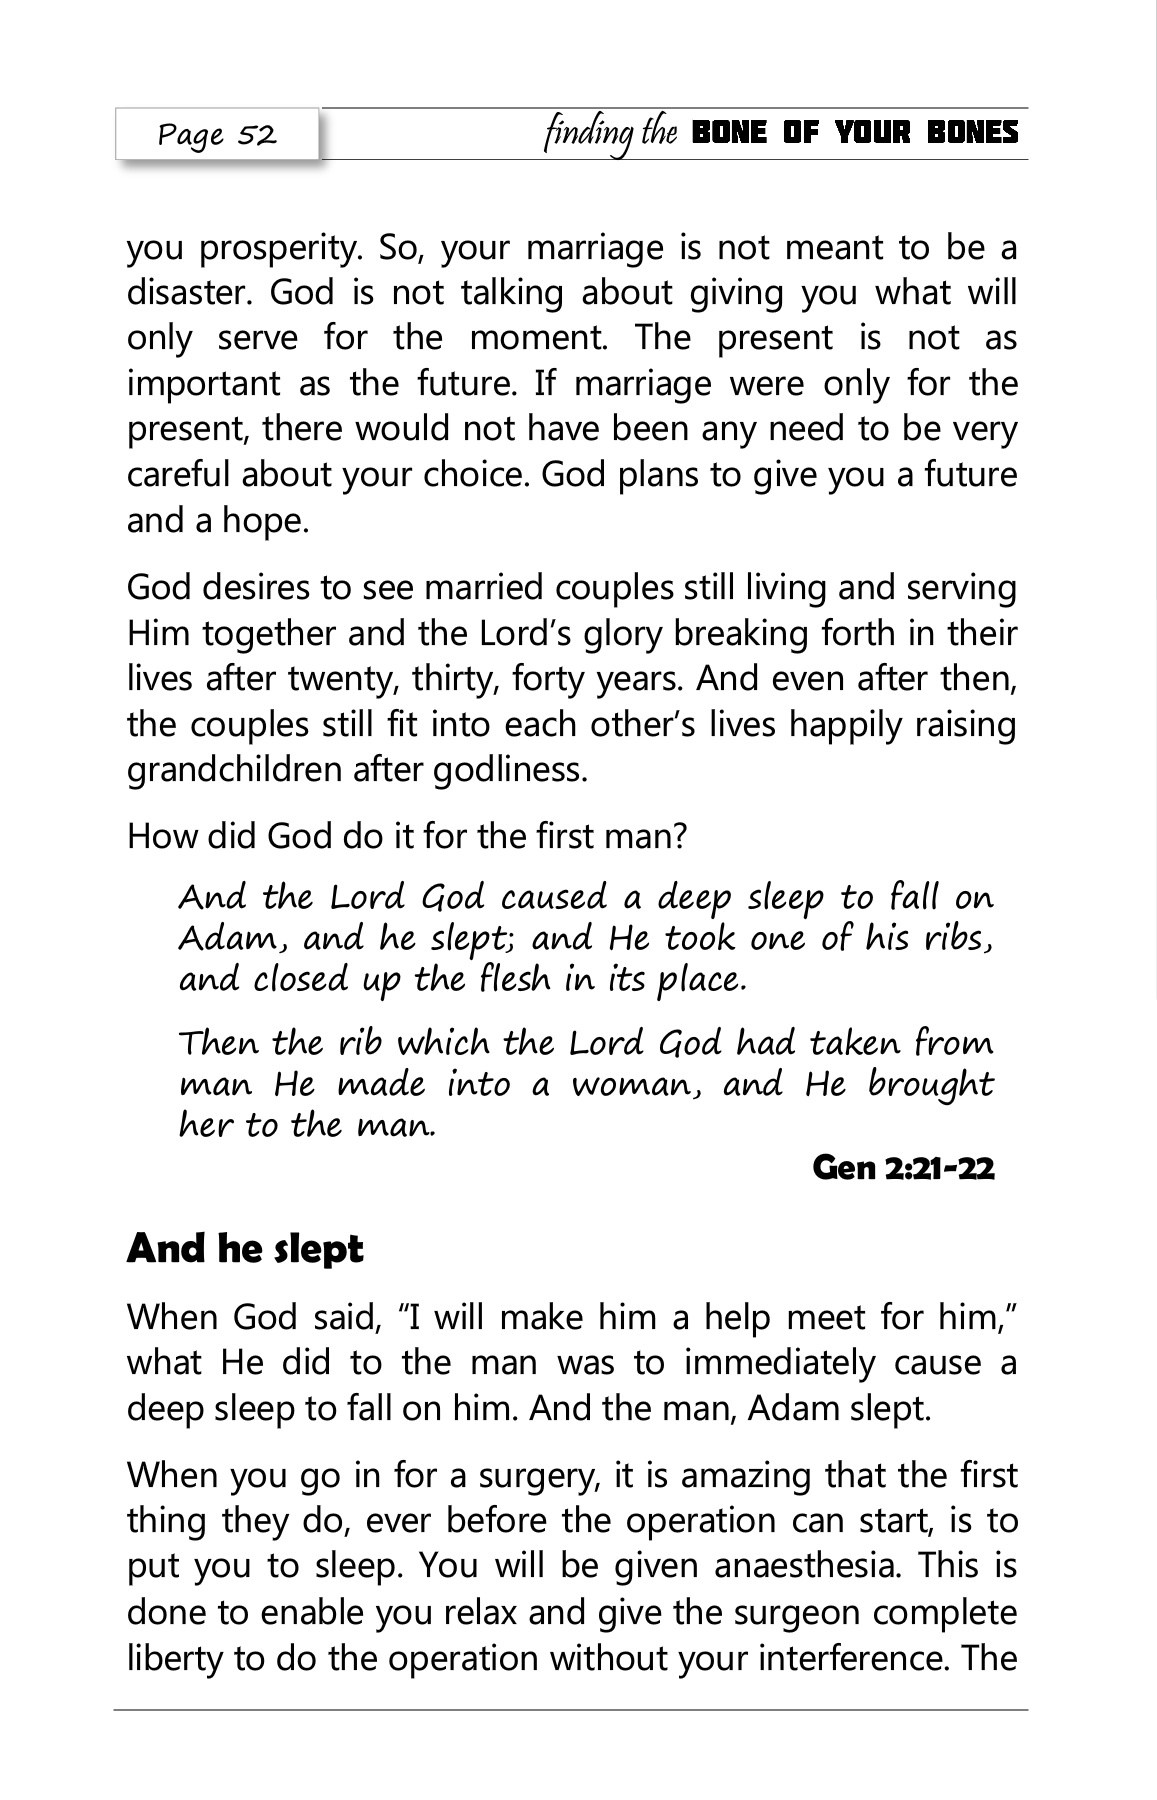 Page 52
finding the BONE OF YOUR BONES
you prosperity. So, your marriage is not meant to be a
disaster. God is not talking about giving you what will
only serve for the moment. The present is not as
important as the future. If marriage were only for the
present, there would not have been any need to be very
careful about your choice. God plans to give you a future
and a hope.
God desires to see married couples still living and serving
Him together and the Lord’s glory breaking forth in their
lives after twenty, thirty, forty years. And even after then,
the couples still fit into each other’s lives happily raising
grandchildren after godliness.
How did God do it for the first man?
And the Lord God caused a deep sleep to fall on
Adam, and he slept; and He took one of his ribs,
and closed up the flesh in its place.
Then the rib which the Lord God had taken from
man He made into a woman, and He brought
her to the man.
Gen 2:21-22
And he slept
When God said, “I will make him a help meet for him,”
what He did to the man was to immediately cause a
deep sleep to fall on him. And the man, Adam slept.
When you go in for a surgery, it is amazing that the first
thing they do, ever before the operation can start, is to
put you to sleep. You will be given anaesthesia. This is
done to enable you relax and give the surgeon complete
liberty to do the operation without your interference. The